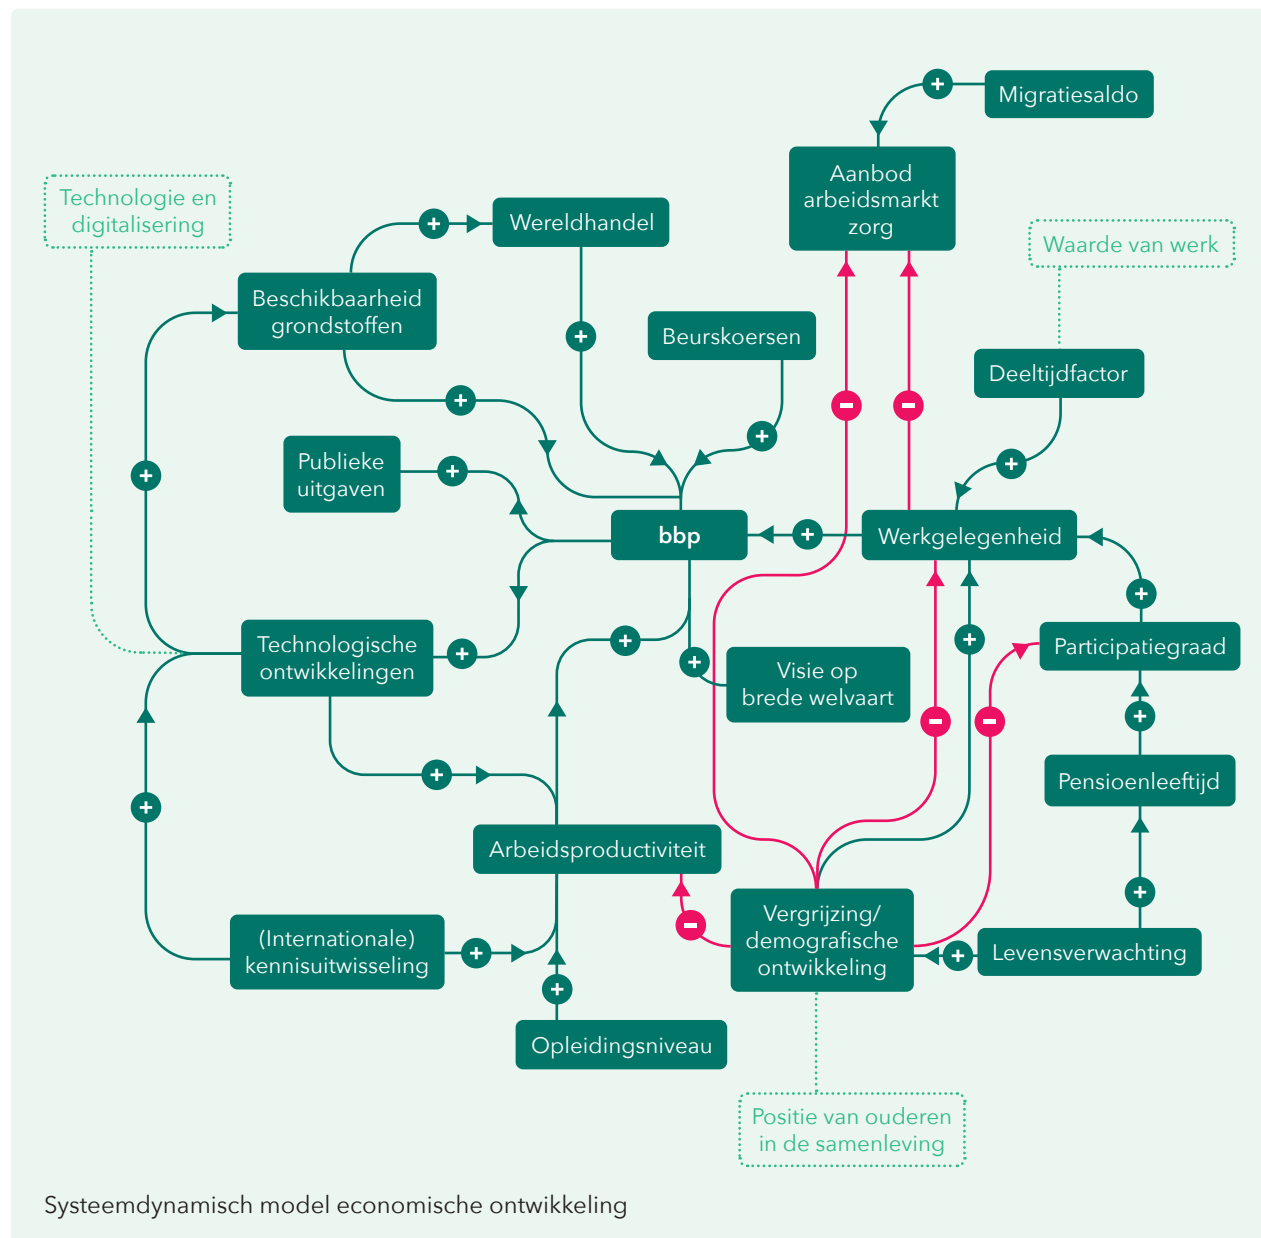 Migratiesaldo
Aanbod
arbeidsmarkt
zorg
Technologie en
digitalisering
Wereldhandel
Waarde van werk
Beschikbaarheid
grondstoffen
Beurskoersen
Deeltijdfactor
Publieke
uitgaven
bbp
Werkgelegenheid
Technologische
ontwikkelingen
Participatiegraad
Visie op
brede welvaart
Pensioenleeftijd
Arbeidsproductiviteit
Vergrijzing/
demografische
ontwikkeling
(Internationale)
kennisuitwisseling
Levensverwachting
Opleidingsniveau
Positie van ouderen
in de samenleving
Systeemdynamisch model economische ontwikkeling